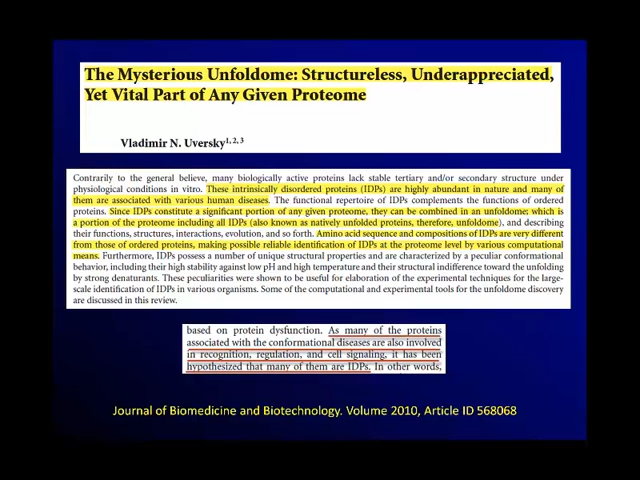 The Mysterious Unfoldome: Structureless, Underappreciated,
Yet Vital Part of Any Given Proteome
Vladimir N. Uversky1, 2, 3
Contrarily to the general believe, many biologically active proteins lack stable tertiary and/or secondary structure under
physiological conditions in vitro. These intrinsically disordered proteins (IDPs) are highly abundant in nature and many of
them are associated with various human diseases. The functional repertoire of IDPs complements the functions of ordered
proteins. Since IDPs constitute a significant portion of any given proteome, they can be combined in an unfoldome; which is
a portion of the proteome including all IDPs (also known as natively unfolded proteins, therefore, unfoldome), and describing
their functions, structures, interactions, evolution, and so forth. Amino acid sequence and compositions of IDPs are very different
from those of ordered proteins, making possible reliable identification of IDPs at the proteome level by various computational
means. Furthermore, IDPs possess a number of unique structural properties and are characterized by a peculiar conformational
behavior, including their high stability against low pH and high temperature and their structural indifference toward the unfolding
by strong denaturants. These peculiarities were shown to be useful for elaboration of the experimental techniques for the large-
scale identification of IDPs in various organisms. Some of the computational and experimental tools for the unfoldome discovery
are discussed in this review.
based on protein dysfunction. As many of the proteins
associated with the conformational diseases are also involved
in recognition, regulation, and cell signaling, it has been
hypothesized that many of them are IDPs. In other words,
Journal of Biomedicine and Biotechnology. Volume 2010, Article ID 568068